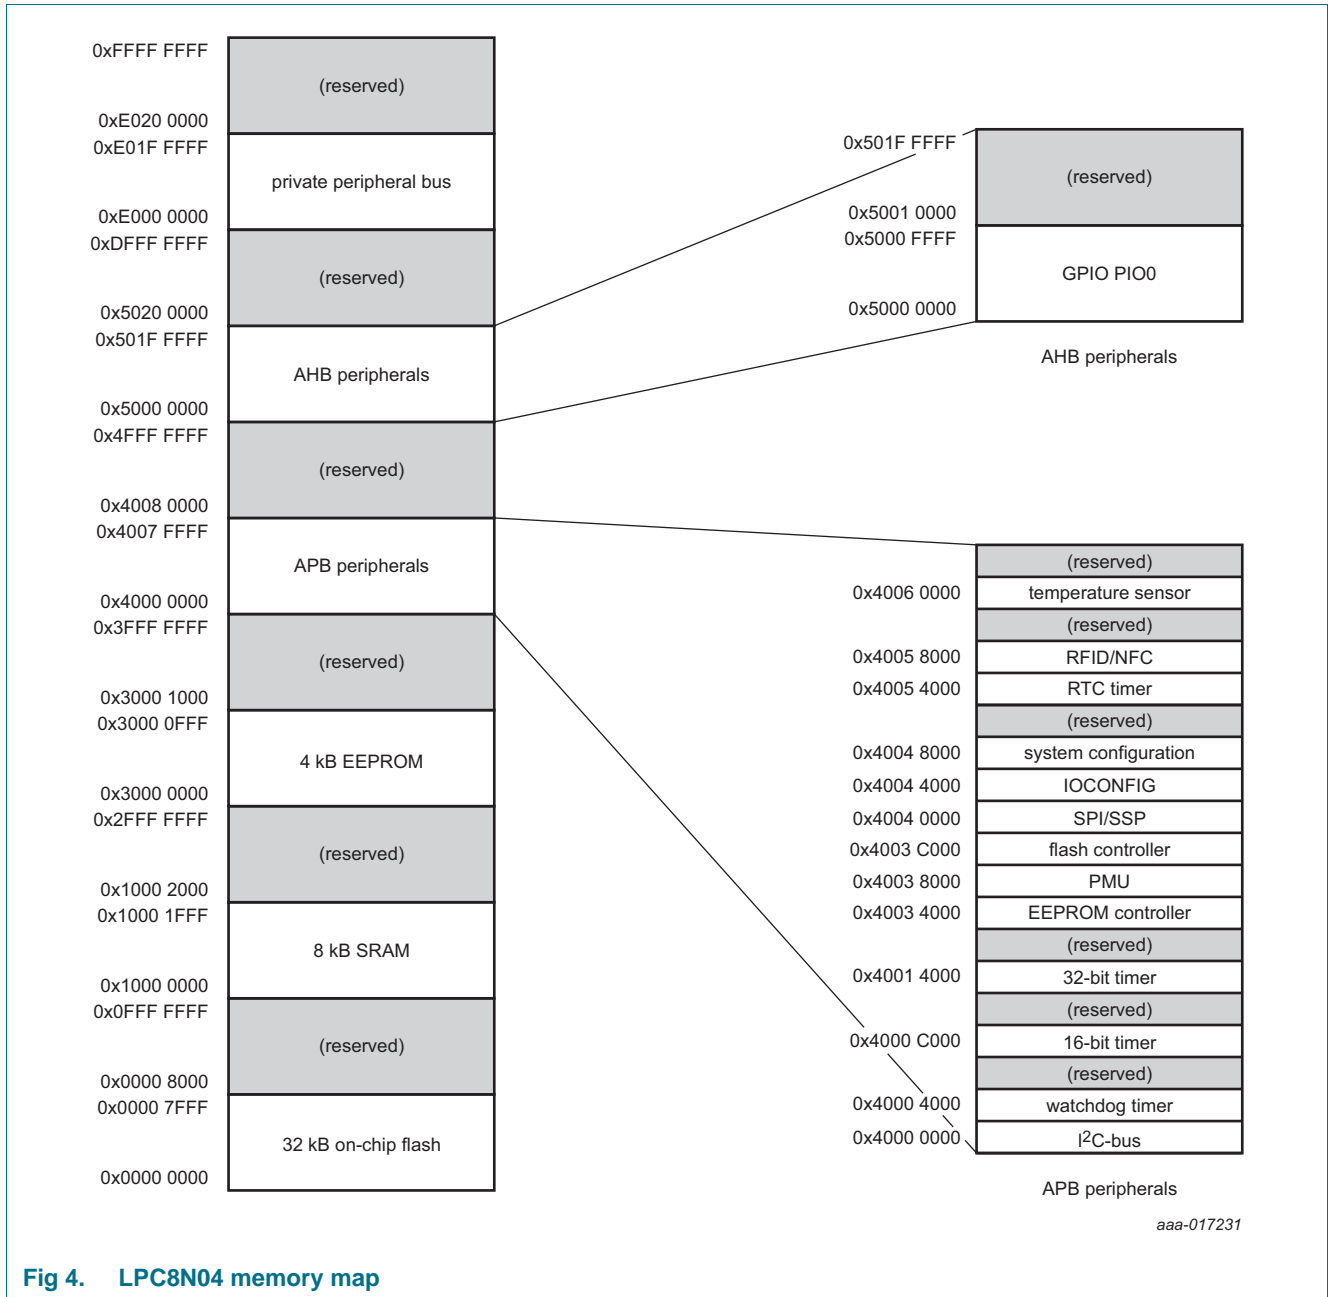 0xFFFF FFFF
(reserved)
0xE020 0000
0xE01F FFFF
private peripheral bus
0xE000 0000
0xDFFF FFFF
(reserved)
0x5020 0000
0x501F FFFF
AHB peripherals
0x5000 0000
0x4FFF FFFF
(reserved)
0x4008 0000
0x4007 FFFF
APB peripherals
0x4000 0000
0x3FFF FFFF
(reserved)
0x3000 1000
0x3000 0FFF
4 kB EEPROM
0x3000 0000
0x2FFF FFFF
(reserved)
0x1000 2000
0x1000 1FFF
8 kB SRAM
0x1000 0000
0x0FFF FFFF
(reserved)
0x0000 8000
0x0000 7FFF
32 kB on-chip flash
0x0000 0000
0x501F FFFF
(reserved)
0x5001 0000
0x5000 FFFF
GPIO PIO0
0x5000 0000
AHB peripherals
(reserved)
0x4006 0000 temperature sensor
(reserved)
0x4005 8000 RFID/NFC
0x4005 4000 RTC timer
(reserved)
0x4004 8000 system configuration
0x4004 4000 IOCONFIG
0x4004 0000 SPI/SSP
0x4003 C000 flash controller
0x4003 8000 PMU
0x4003 4000 EEPROM controller
(reserved)
0x4001 4000 32-bit timer
(reserved)
0x4000 C000 16-bit timer
(reserved)
0x4000 4000 watchdog timer
0x4000 0000 I2C-bus
APB peripherals
aaa-017231
Fig 4. LPC8N04 memory map